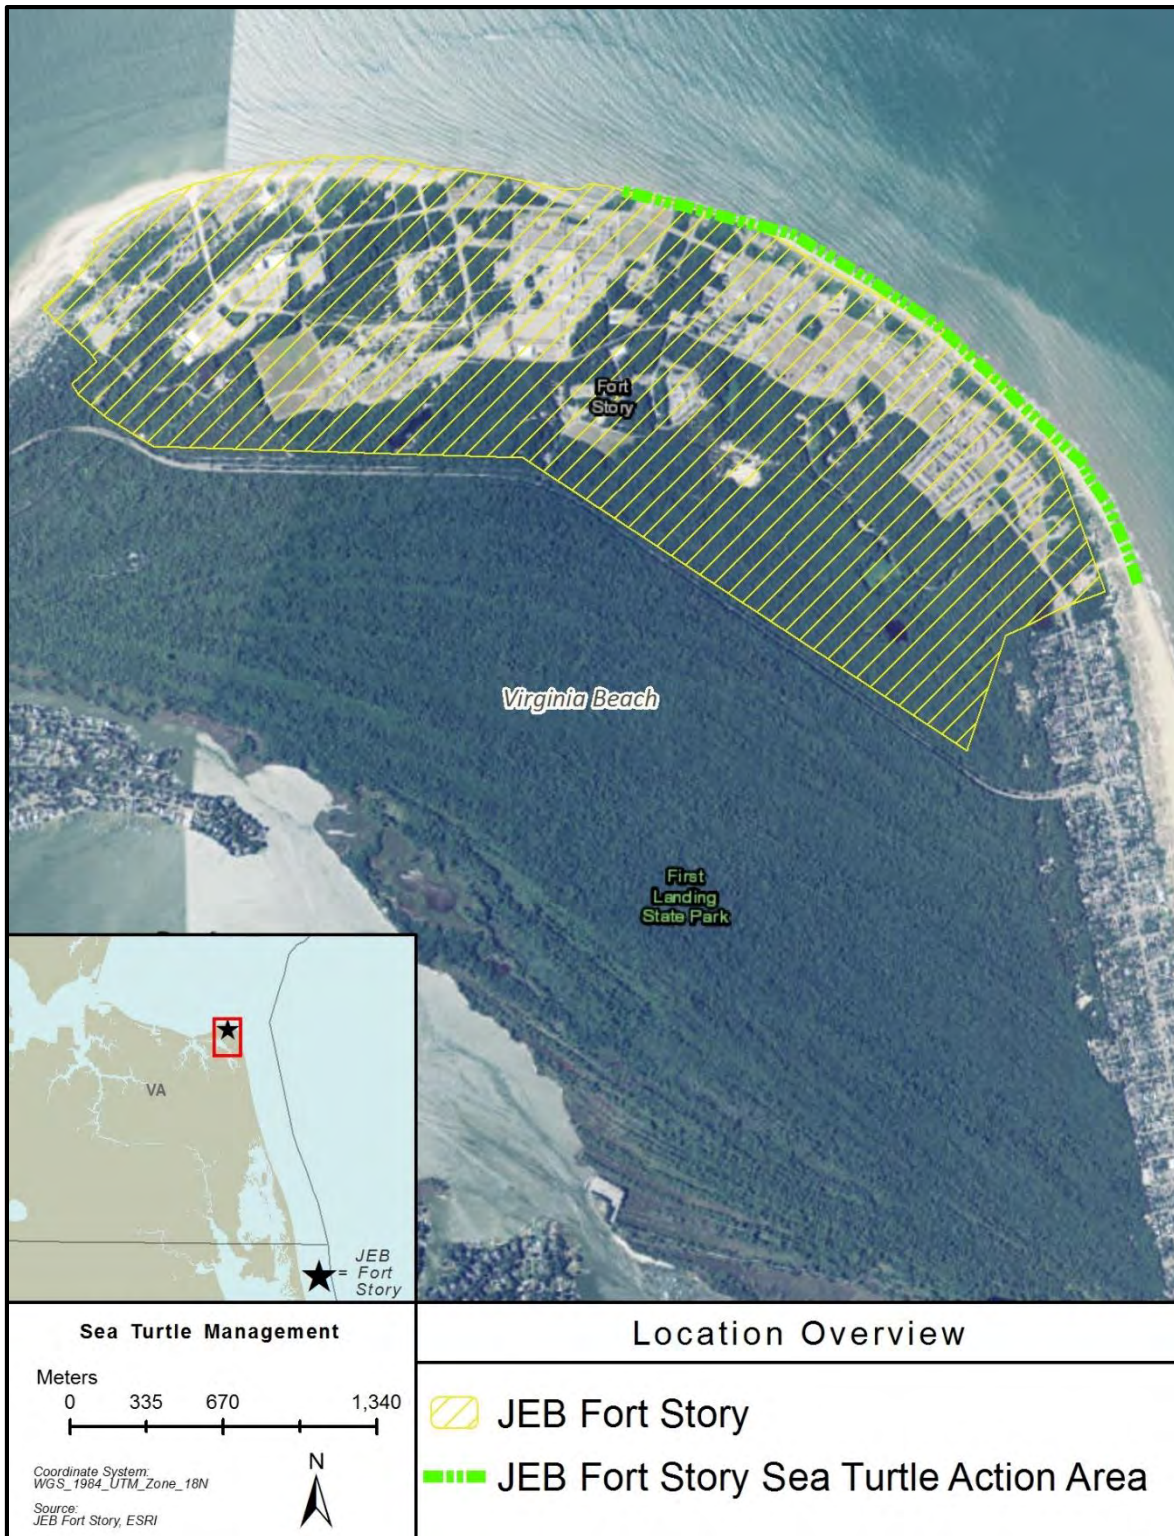 Fort
Story
Virginia Beach
First
Landing
State Park
VA
JEB
= Fort
Story
Sea Turtle Management
Meters
0 335 670 1,340
Coordinate System:
WGS_1984_UTM_Zone_18N
Source:
JEB Fort Story, ESRI
N
Location Overview
JEB Fort Story
JEB Fort Story Sea Turtle Action Area